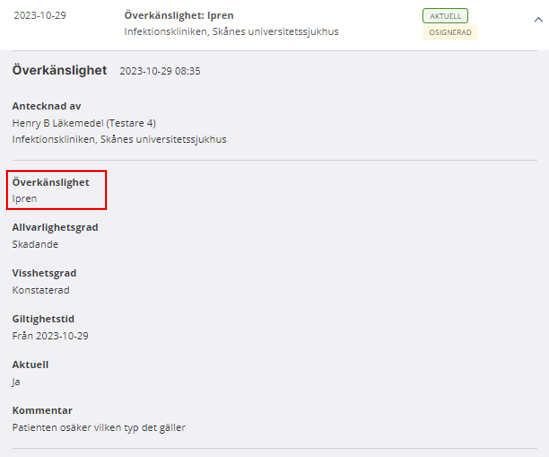 2023-10-29
Överkänslighet: Ipren
AKTUELL
Infektionskliniken, Skånes universitetssjukhus
OSIGNERAD
Överkänslighet 2023-10-29 08:35
Antecknad av
Henry B Läkemedel (Testare 4)
Infektionskliniken, Skånes universitetssjukhus
Överkänslighet
Ipren
Allvarlighetsgrad
Skadande
Visshetsgrad
Konstaterad
Giltighetstid
Från 2023-10-29
Aktuell
Ja
Kommentar
Patienten osäker vilken typ det gäller